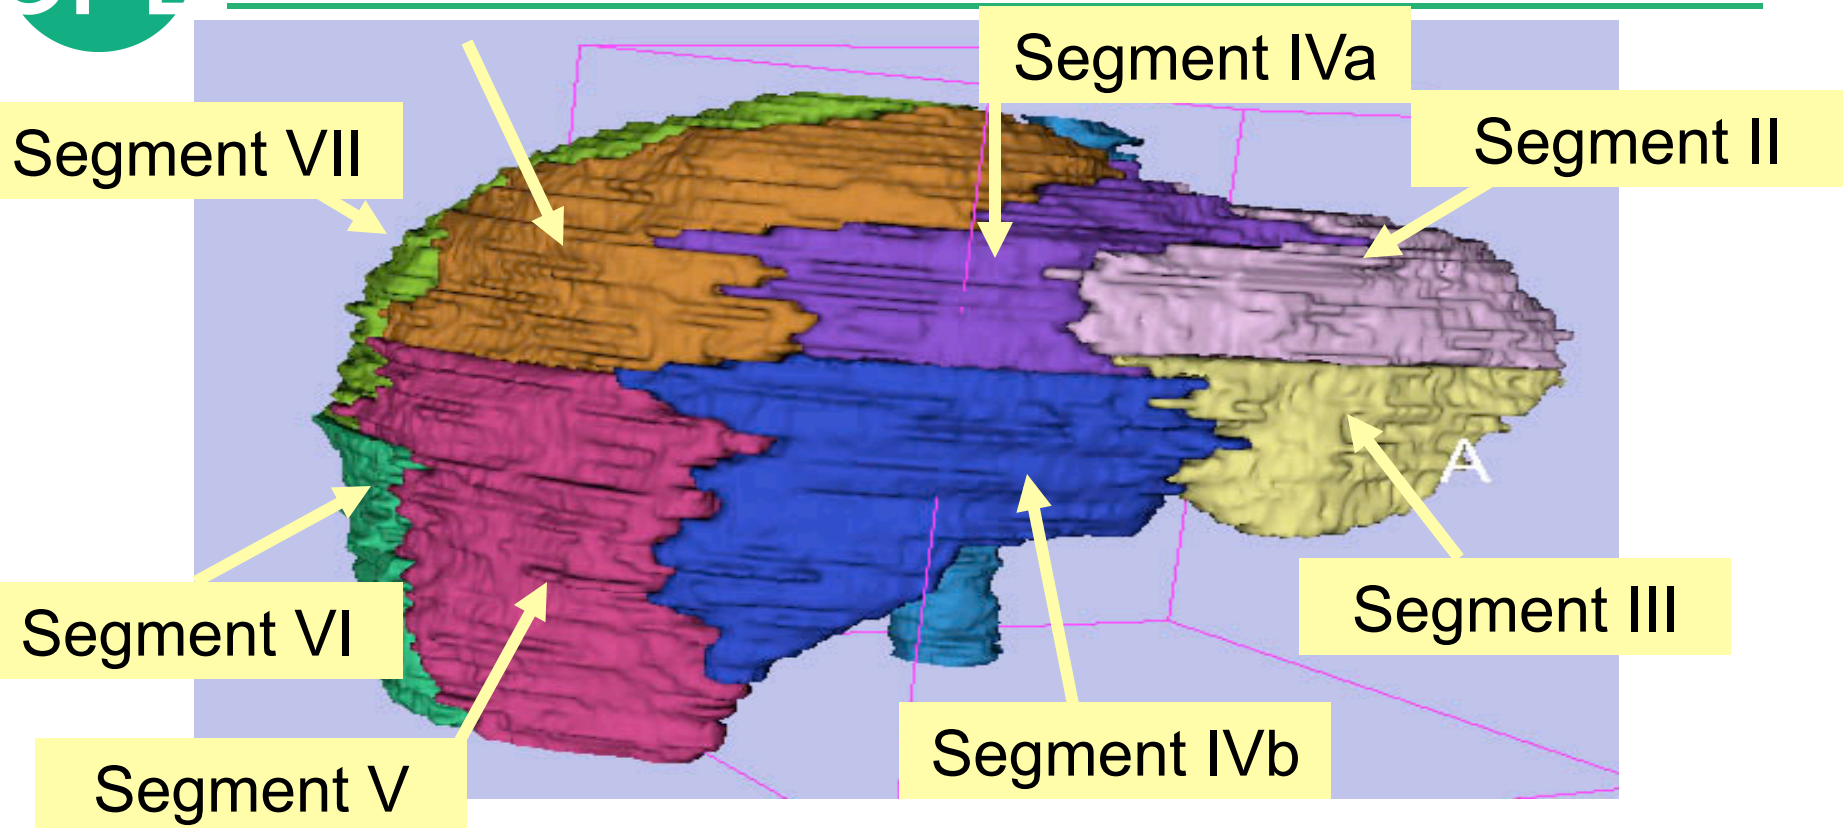 Segment IVa
Segment II
Segment VII
A
Segment III
Segment VI
Segment IVb
Segment V